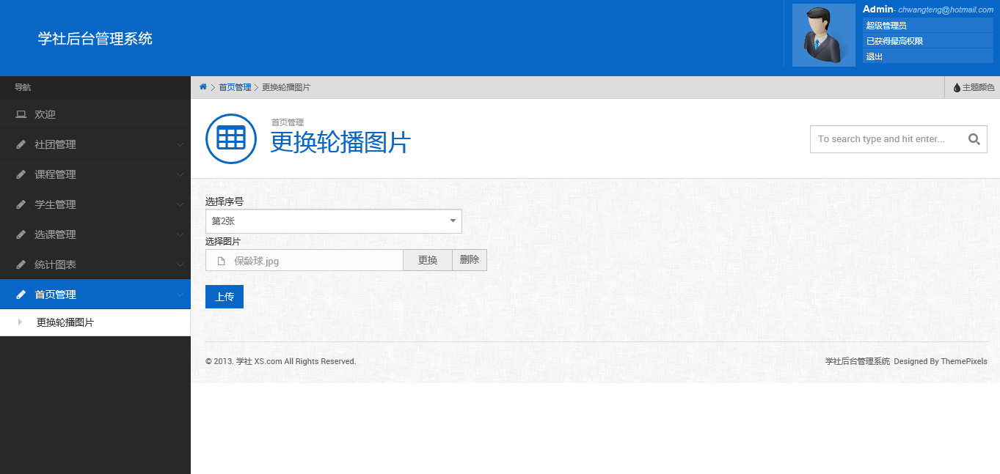 学社后台管理系统
Admin- chwangteng@hotmail.com
超级管理员
已获得最高权限
退出
导航
欢迎
社团管理
课程管理
学生管理
选课管理
统计图表
首页管理
更换轮播图片
首页管理 更换轮播图片
主题颜色
首页管理
更换轮播图片
To search type and hit enter...
选择序号
第2张
选择图片
保龄球.jpg 更换 删除
上传
© 2013. 学社 XS.com All Rights Reserved.
学社后台管理系统 Designed By ThemePixels